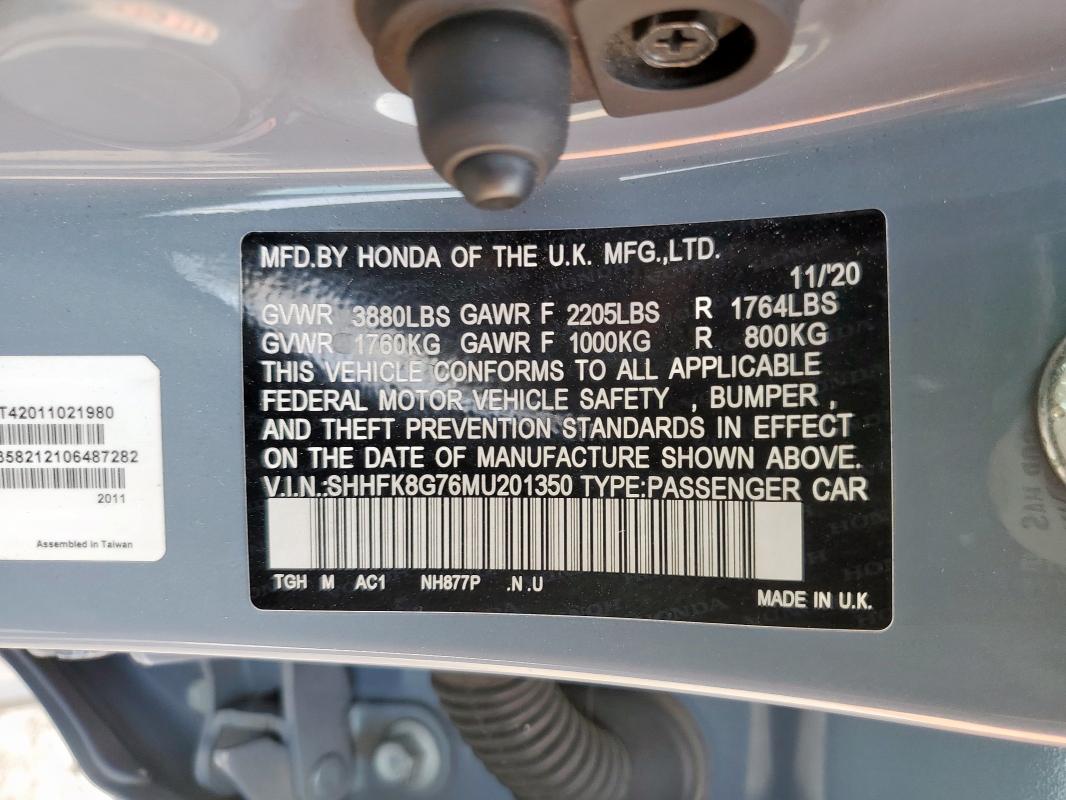 MFD.BY HONDA OF THE U.K. MFG.,LTD.
11/'20
GVWR 3880LBS GAWR F 2205LBS R 1764LBS
GVWR 1760KG GAWR F 1000KG R 800KG
THIS VEHICLE CONFORMS TO ALL APPLICABLE
FEDERAL MOTOR VEHICLE SAFETY , BUMPER ,
AND THEFT PREVENTION STANDARDS IN EFFECT
ON THE DATE OF MANUFACTURE SHOWN ABOVE.
V.I.N.:SHHFK8G76MU201350 TYPE:PASSENGER CAR
TGH M AC1 NH877P .N.U
MADE IN U.K.
T42011021980
358212106487282
2011
Assembled in Taiwan